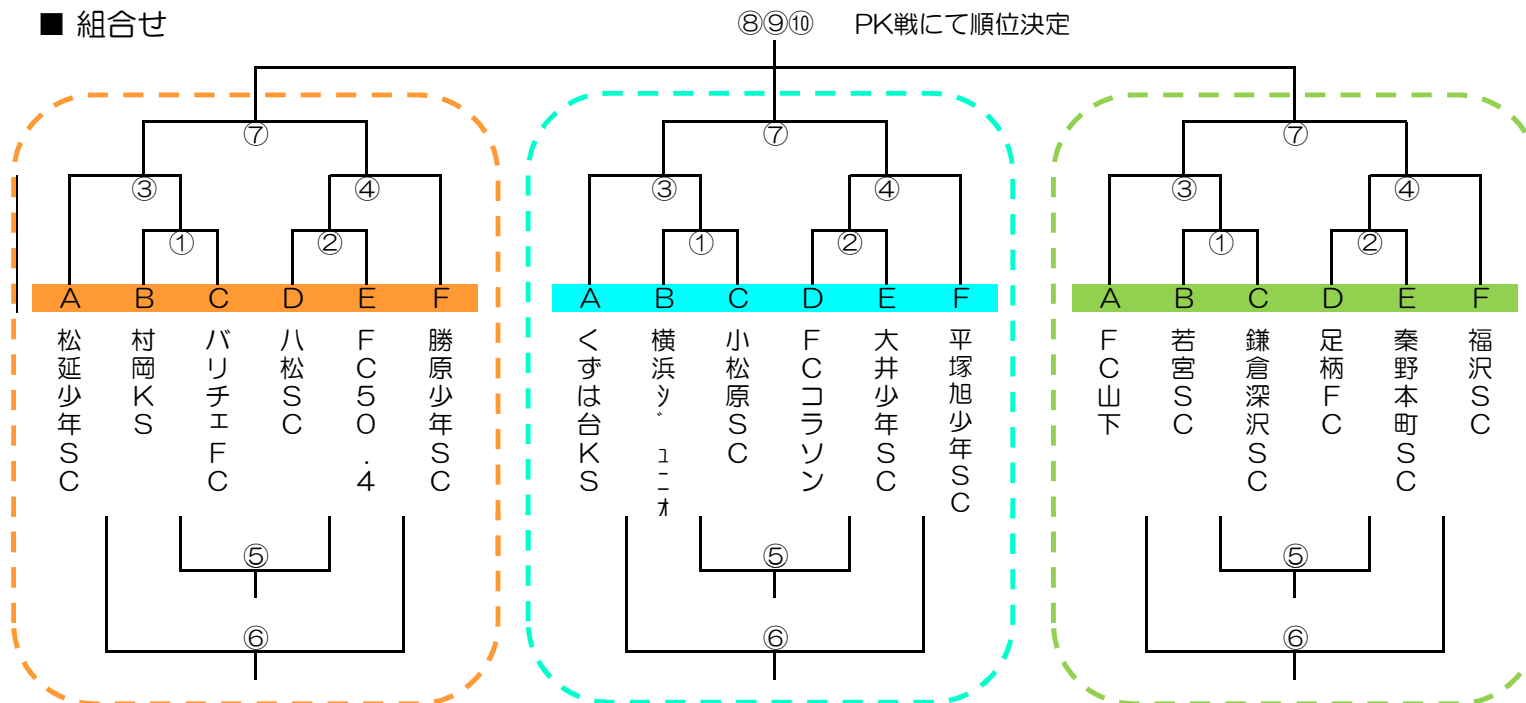 ■ 組合せ
⑧⑨⑩ PK戦にて順位決定
⑦ ⑦ ⑦
③ ④ ③ ④ ③ ④
① ② ① ② ① ②
A B C D E F A B C D E F A B C D E F
松延少年SC
村岡KS
バリチェFC
八松SC
FC50.4
勝原少年SC
くずは台KS
横浜ジュニオ
小松原SC
FCコラソン
大井少年SC
平塚旭少年SC
FC山下
若宮SC
鎌倉深沢SC
足柄FC
秦野本町SC
福沢SC
⑤ ⑤ ⑤
⑥ ⑥ ⑥